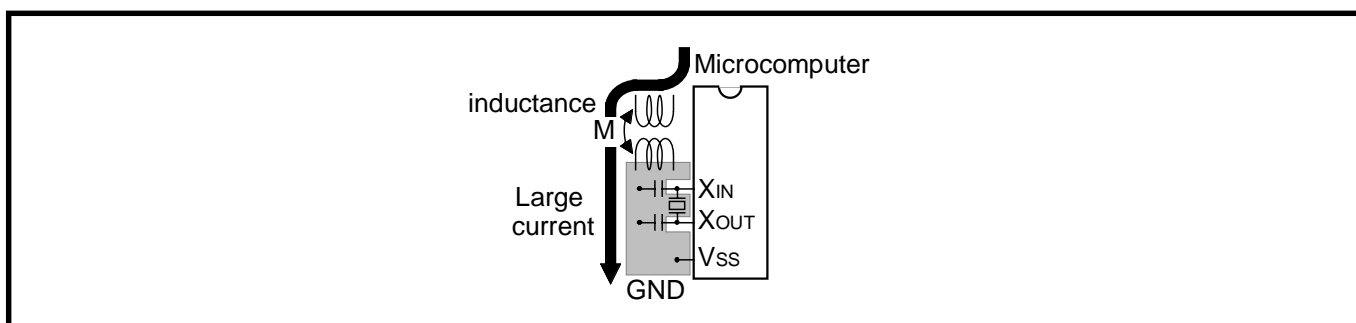 Microcomputer
inductance
M
XIN
Large
current
XOUT
VSS
GND